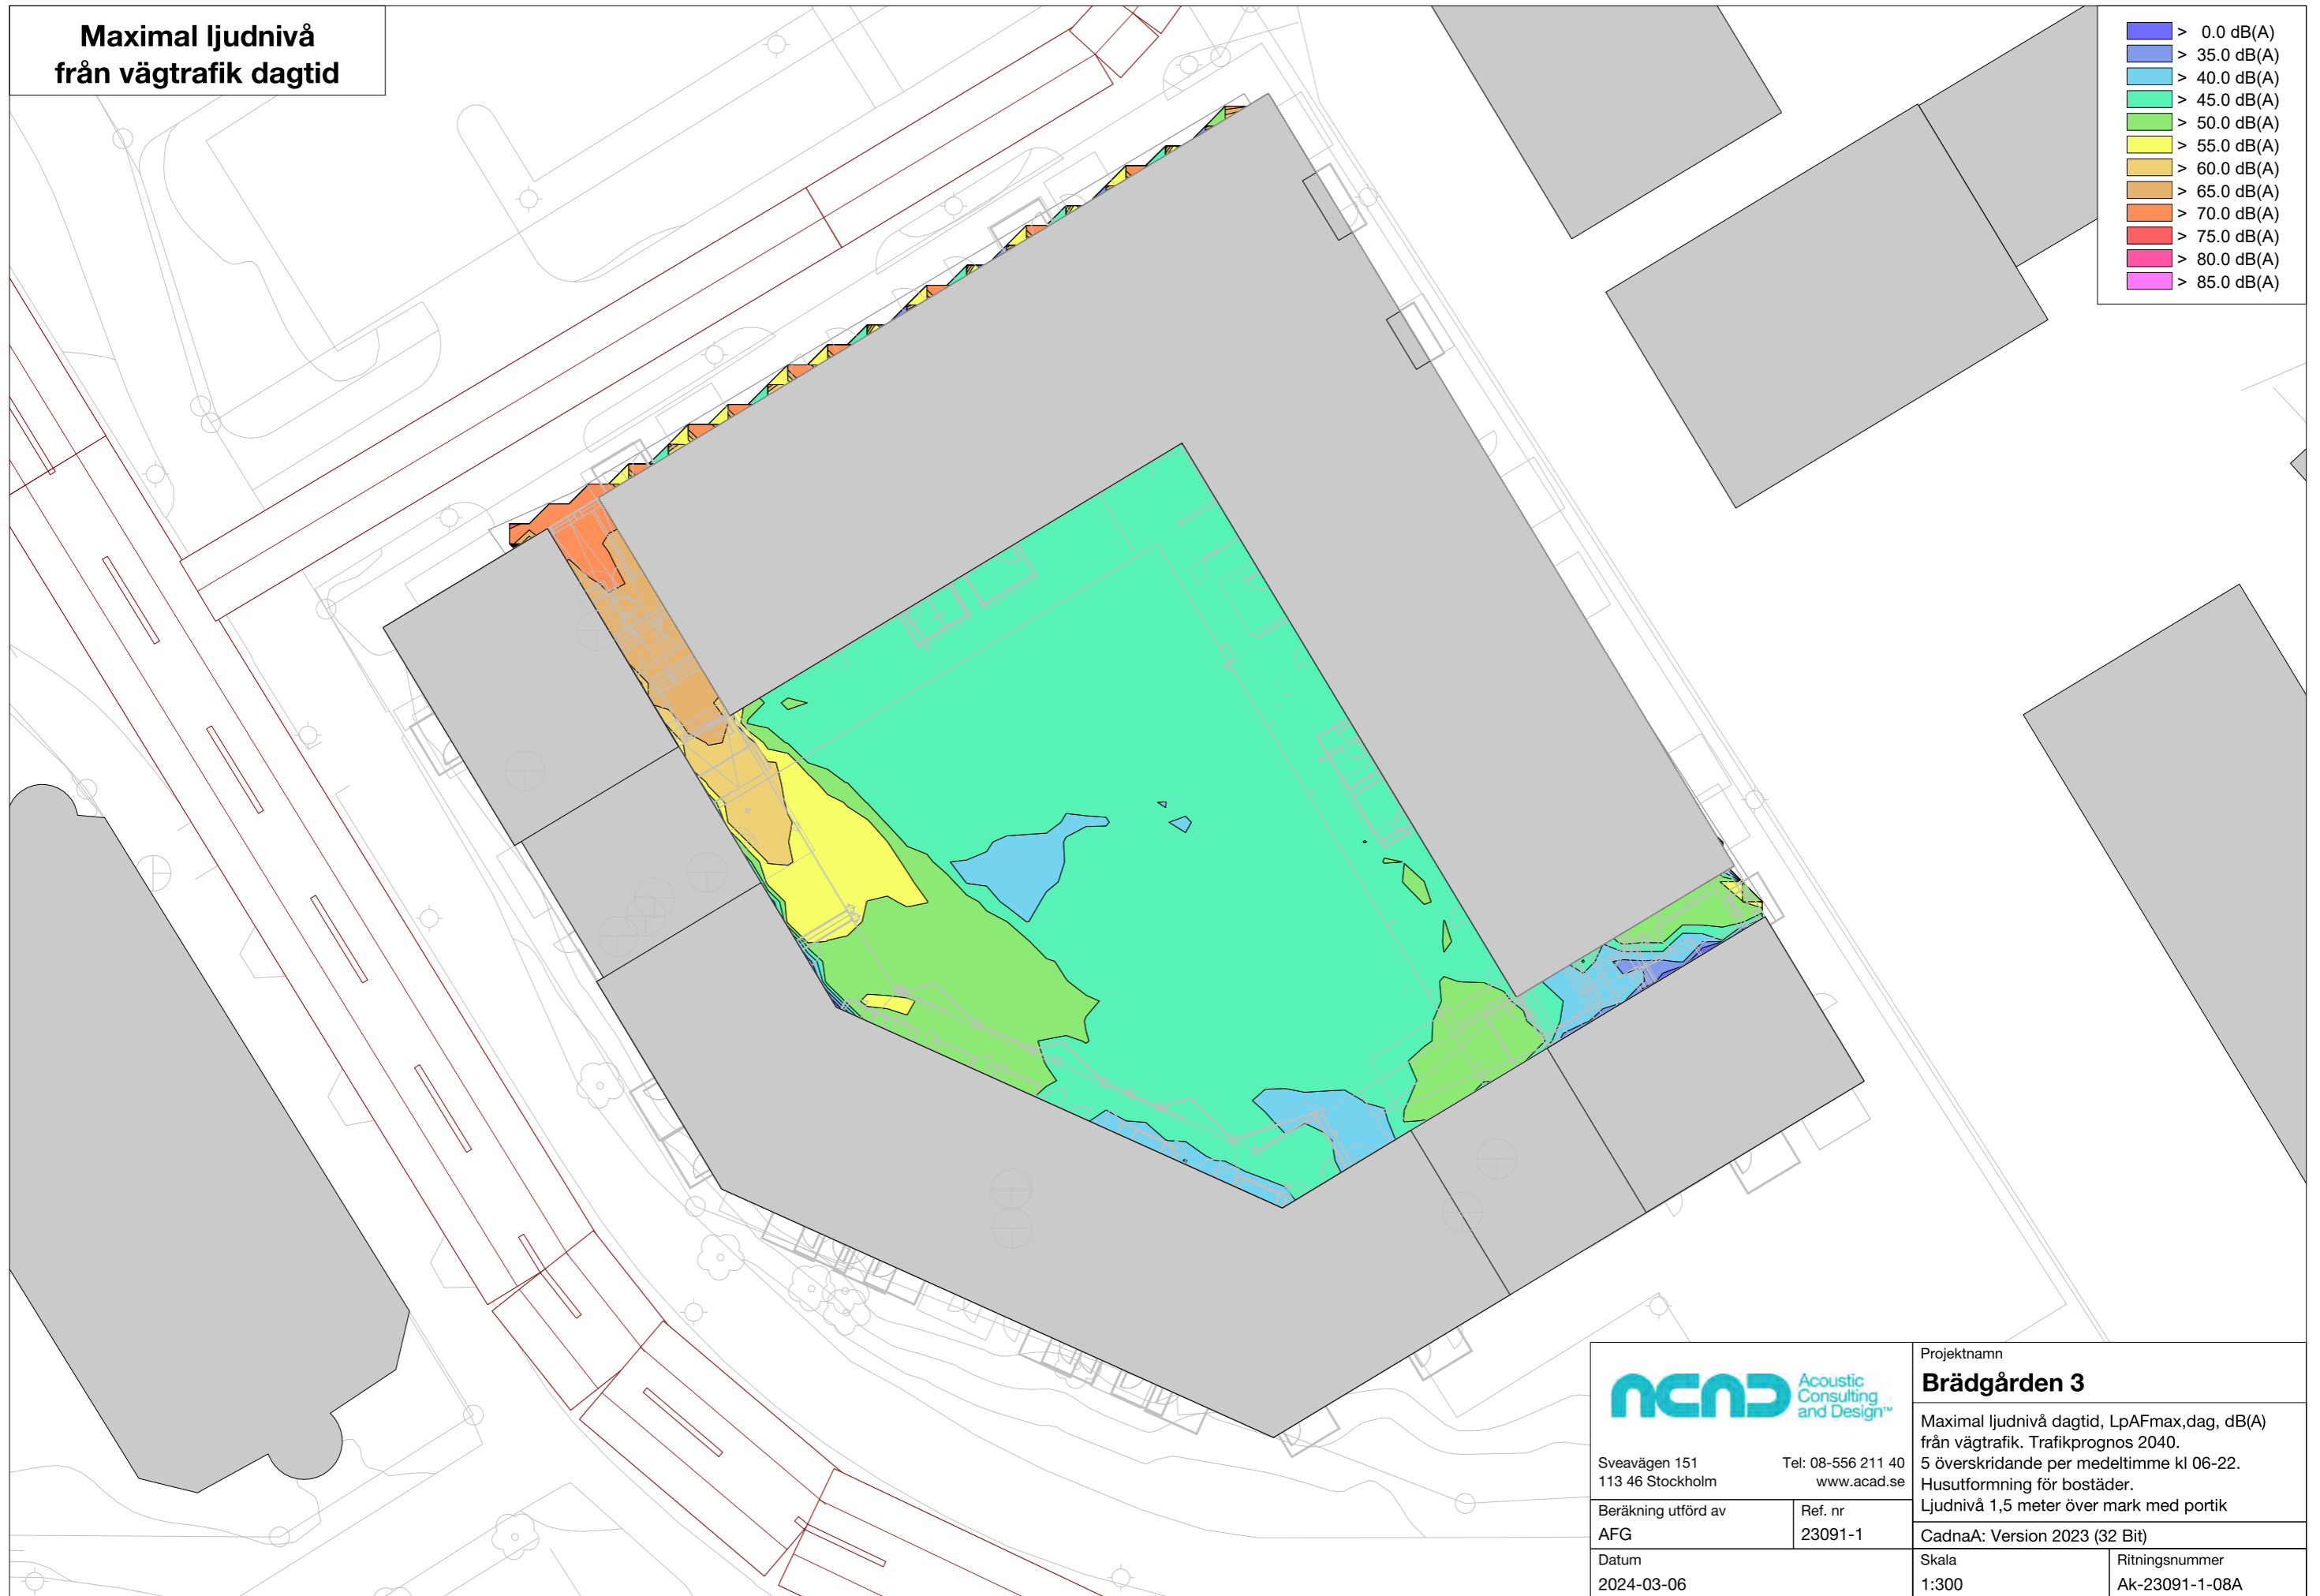 Maximal ljudnivå
från vägtrafik dagtid
> 0.0 dB(A)
> 35.0 dB(A)
> 40.0 dB(A)
> 45.0 dB(A)
> 50.0 dB(A)
> 55.0 dB(A)
> 60.0 dB(A)
> 65.0 dB(A)
> 70.0 dB(A)
> 75.0 dB(A)
> 80.0 dB(A)
> 85.0 dB(A)
ACAD
Acoustic
Consulting
and Design™
Sveavägen 151
113 46 Stockholm
Tel: 08-556 211 40
www.acad.se
Beräkning utförd av
AFG
Ref. nr
23091-1
Datum
2024-03-06
Projektnamn
Brädgården 3
Maximal ljudnivå dagtid, LpAFmax,dag, dB(A)
från vägtrafik. Trafikprognos 2040.
5 överskridande per medeltimme kl 06-22.
Husutformning för bostäder.
Ljudnivå 1,5 meter över mark med portik
CadnaA: Version 2023 (32 Bit)
Skala
1:300
Ritningsnummer
Ak-23091-1-08A